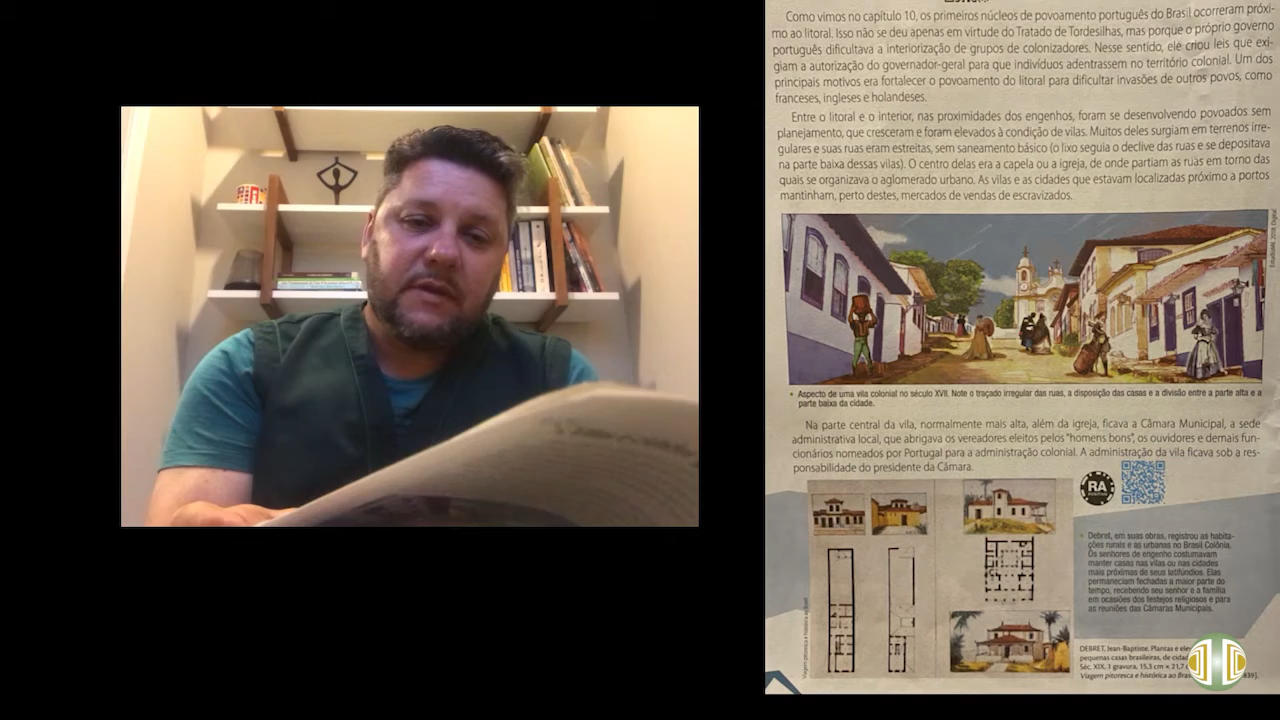 Como vimos no capítulo 10, os primeiros núcleos de povoamento português do Brasil ocorreram próxi-
mo ao litoral. Isso não se deu apenas em virtude do Tratado de Tordesilhas, mas porque o próprio governo
português dificultava a interiorização de grupos de colonizadores. Nesse sentido, ele criou leis que exi-
giam a autorização do governador-geral para que indivíduos adentrassem no território colonial. Um dos
principais motivos era fortalecer o povoamento do litoral para dificultar invasões de outros povos, como
franceses, ingleses e holandeses.
Entre o litoral e o interior, nas proximidades dos engenhos, foram se desenvolvendo povoados sem
planejamento, que cresceram e foram elevados à condição de vilas. Muitos deles surgiam em terrenos irre-
gulares e suas ruas eram estreitas, sem saneamento básico (o lixo seguia o declive das ruas e se depositava
na parte baixa dessas vilas). O centro delas era a capela ou a igreja, de onde partiam as ruas em torno das
quais se organizava o aglomerado urbano. As vilas e as cidades que estavam localizadas próximo a portos
mantinham, perto destes, mercados de vendas de escravizados.
• Aspecto de uma vila colonial no século XVII. Note o traçado irregular das ruas, a disposição das casas e a divisão entre a parte alta e a
parte baixa da cidade.
Na parte central da vila, normalmente mais alta, além da igreja, ficava a Câmara Municipal, a sede
administrativa local, que abrigava os vereadores eleitos pelos "homens bons", os ouvidores e demais fun-
cionários nomeados por Portugal para a administração colonial. A administração da vila ficava sob a res-
ponsabilidade do presidente da Câmara.
RA
• Debret, em suas obras, registrou as habita-
ções rurais e as urbanas no Brasil Colônia.
Os senhores de engenho costumavam
manter casas nas vilas ou nas cidades
mais próximas de seus latifúndios. Elas
permaneciam fechadas a maior parte do
tempo, recebendo seu senhor e a família
em ocasiões dos festejos religiosos e para
as reuniões das Câmaras Municipais.
DEBRET, Jean-Baptiste. Plantas e
pequenas casas brasileiras, de
Séc. XIX, 1 gravura, 15,3 cm × 21,7
Viagem pitoresca e histórica ao 839].